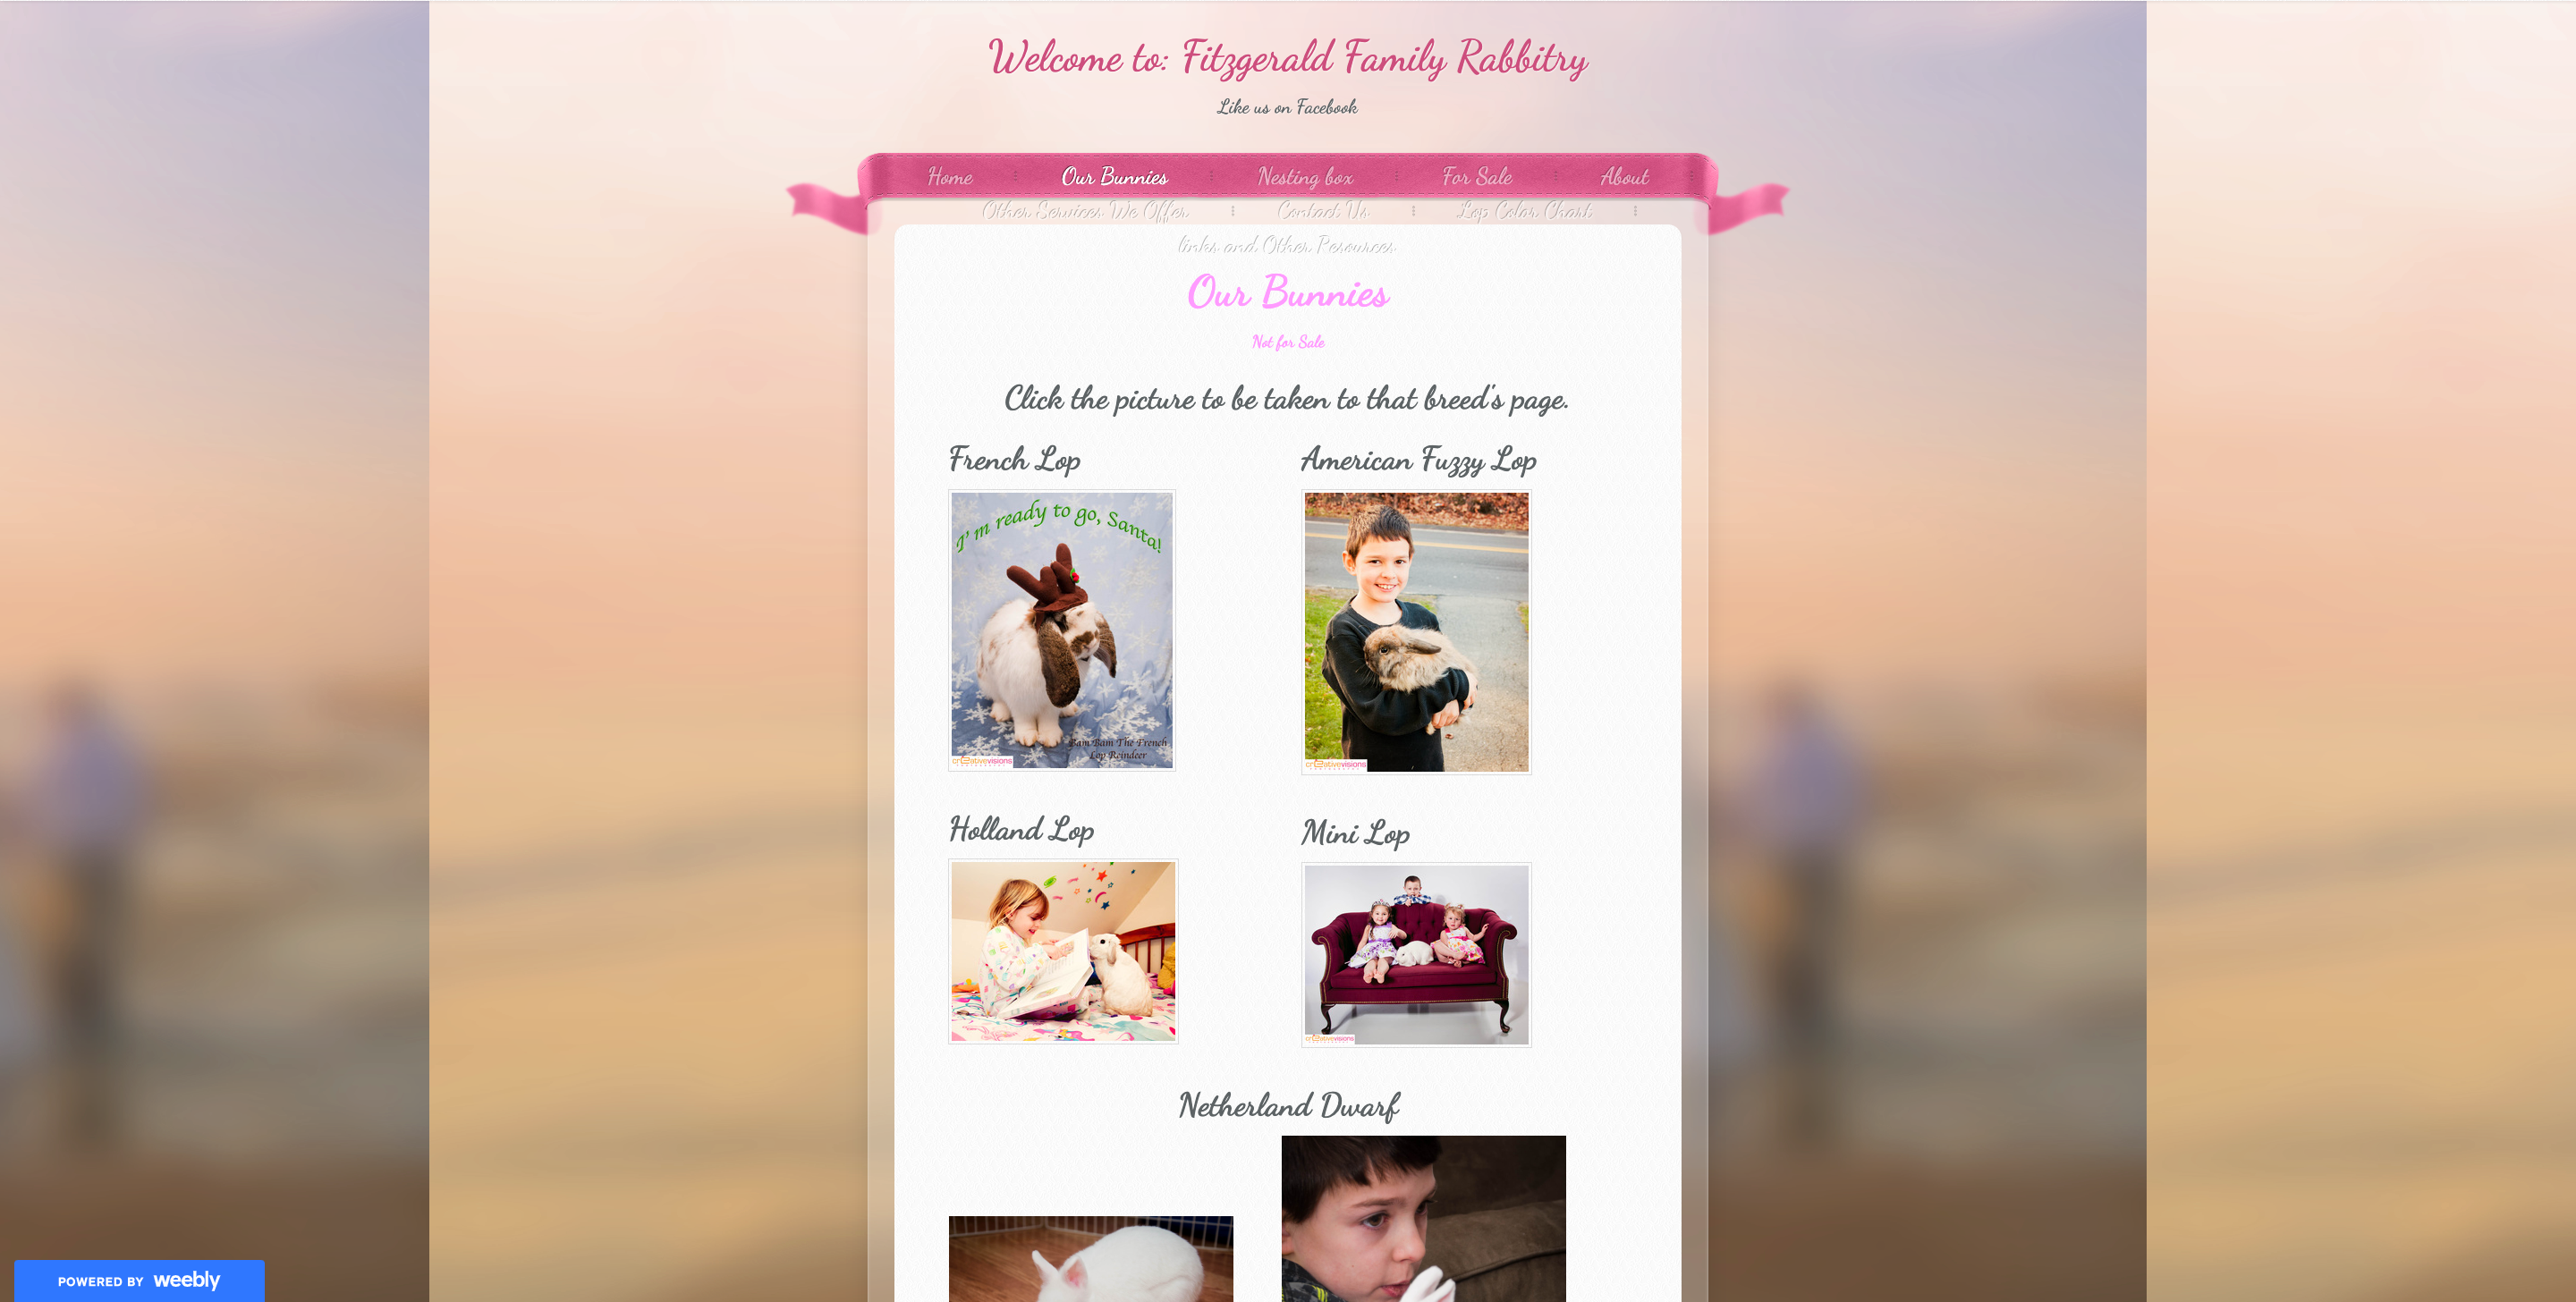 Welcome to: Fitzgerald Family Rabbitry
Like us on Facebook
Home
Our Bunnies
Nesting box
For Sale
About
Other Services We Offer
Contact Us
Lop Color Chart
links and Other Resources
Our Bunnies
Not for Sale
Click the picture to be taken to that breed's page.
French Lop
American Fuzzy Lop
I'm ready to go, Santa!
Bam Bam The French
Lop Reindeer
cr2eativevisions
cr2eativevisions
Holland Lop
Mini Lop
cr2eativevisions
Netherland Dwarf
POWERED BY weebly